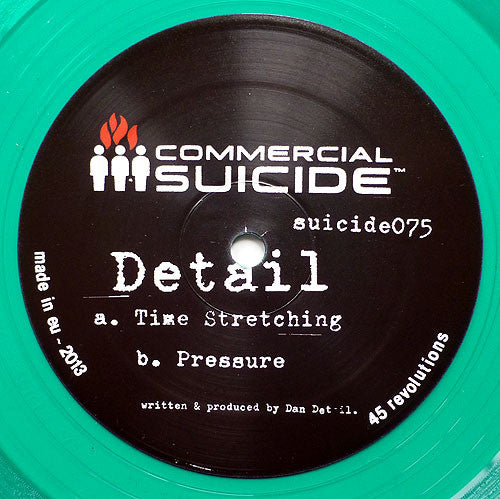 COMMERCIAL
SUICIDE™
suicide075
Detail
a. Time Stretching
b. Pressure
written & produced by Dan Detail.
made in eu - 2013
45 revolutions